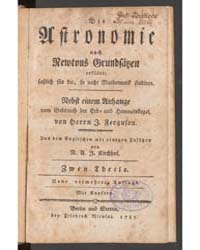 Die
Astronomie
nach
Newtons Grundsätzen
erklärt;
faßlich für die, so nicht Mathematik studiren.
Nebst einem Anhange
vom Gebrauch der Erd- und Himmelskugel,
von Herrn J. Ferguson.
Aus dem Englischen mit einigen Zusätzen
von
N. A. J. Kirchhof.
Zwey Theile.
Neue vermehrte Auflage.
Mit Kupfern.
Berlin und Stettin,
bey Friedrich Nicolai.